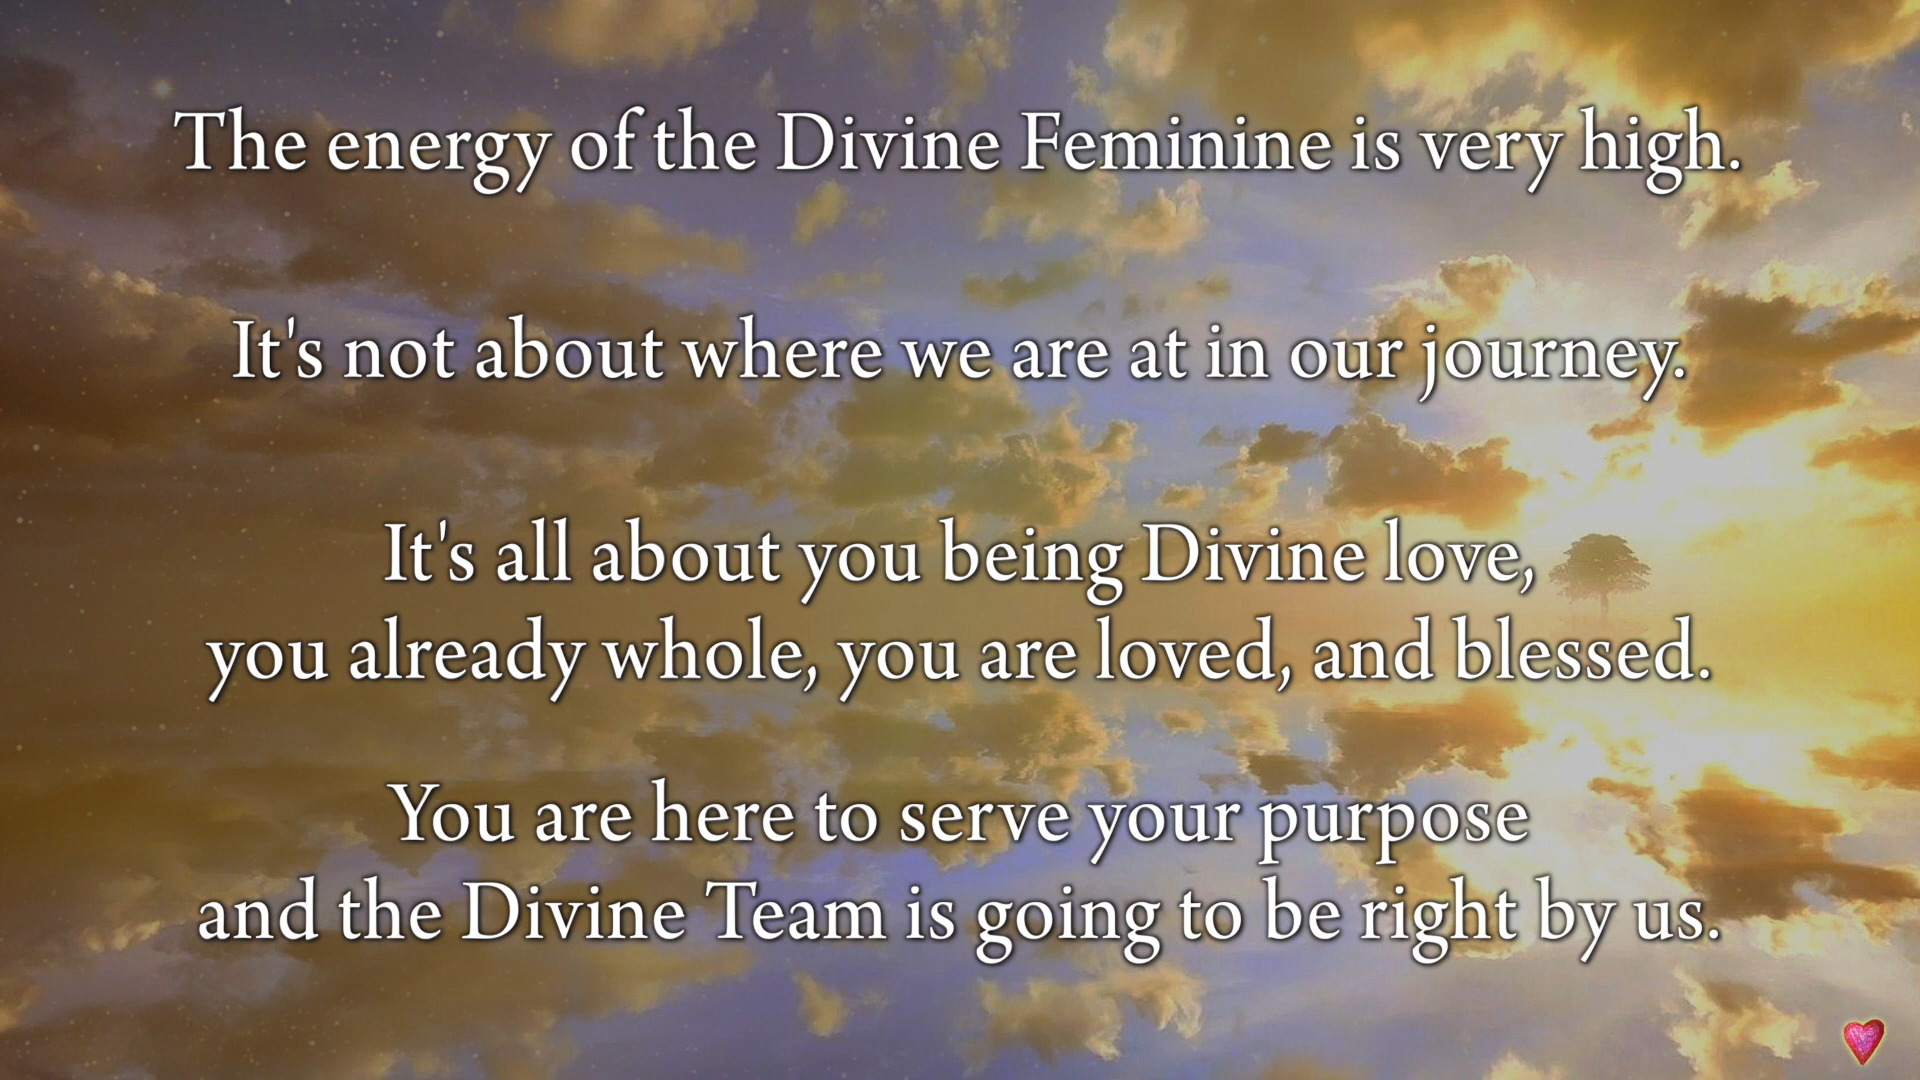 The energy of the Divine Feminine is very high.
It's not about where we are at in our journey.
It's all about you being Divine love,
you already whole, you are loved, and blessed.
You are here to serve your purpose
and the Divine Team is going to be right by us.